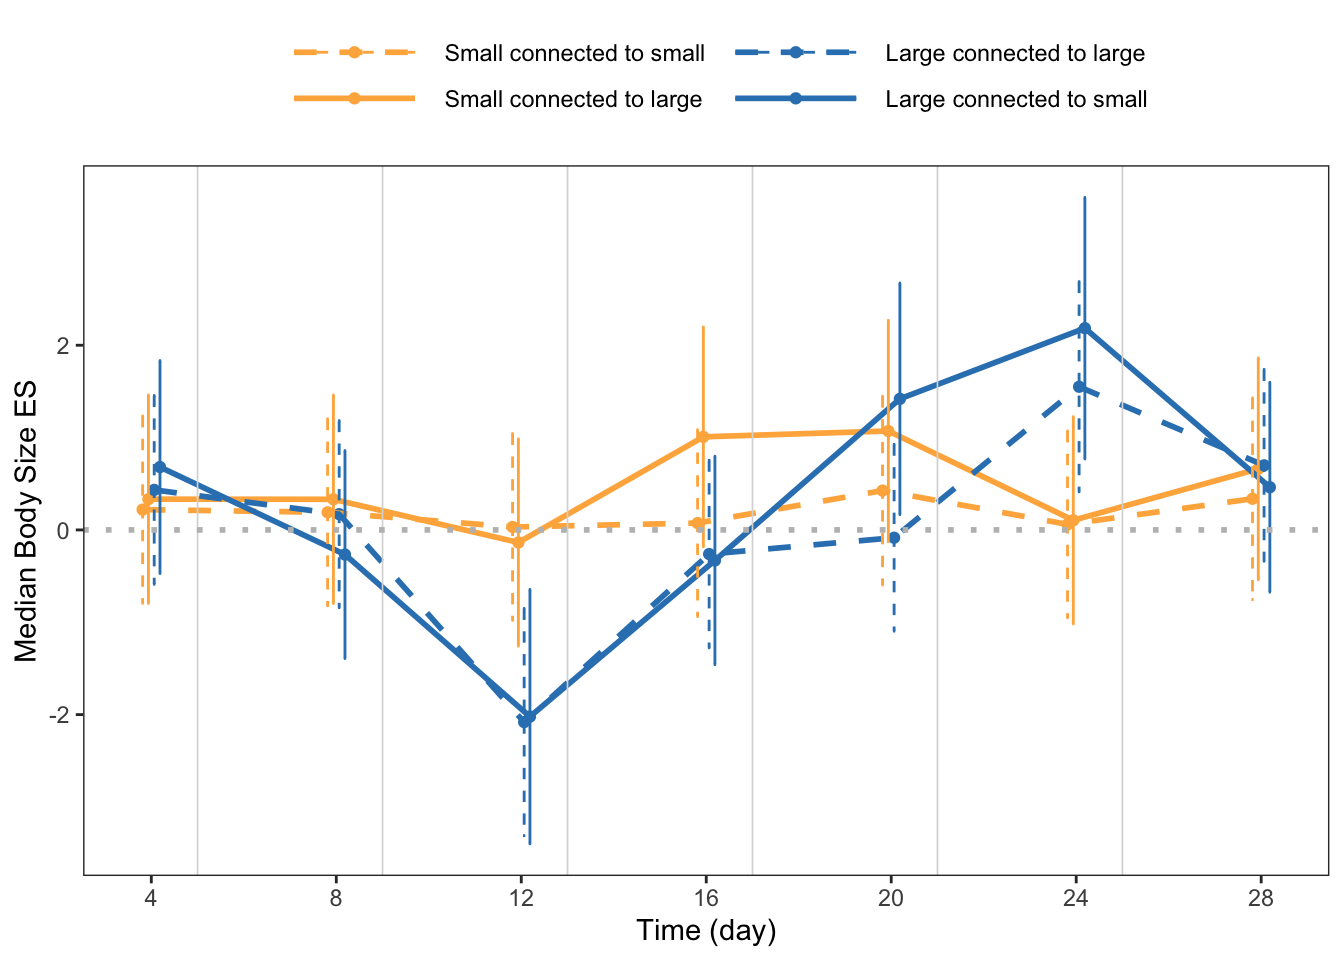 Small connected to small
Large connected to large
Small connected to large
Large connected to small
Median Body Size ES
2
0
-2
4 8 12 16 20 24 28
Time (day)